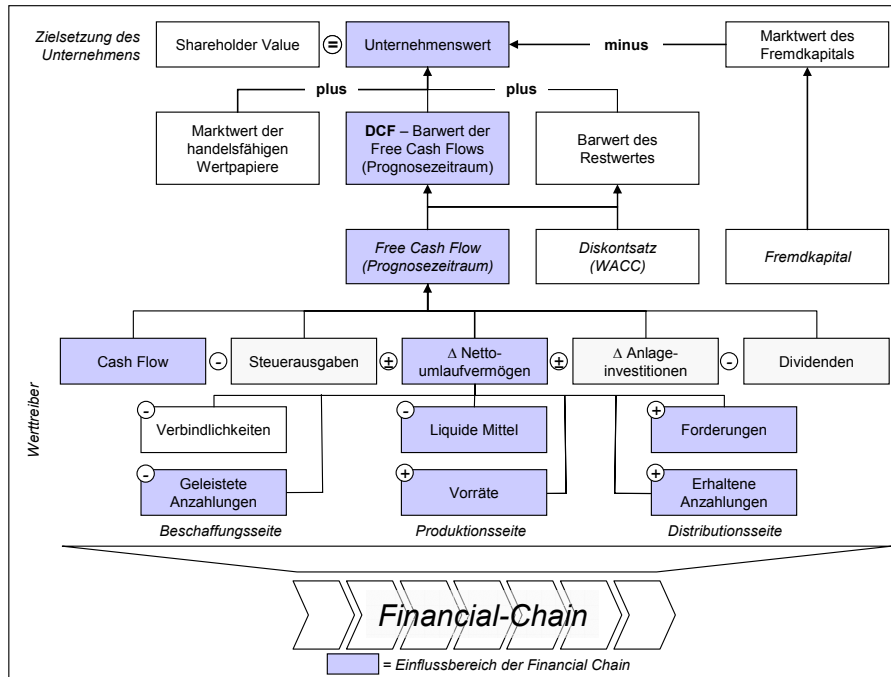 Zielsetzung des
Unternehmens
Shareholder Value
=
Unternehmenswert
minus
Marktwert des
Fremdkapitals
plus
plus
Marktwert der
handelsfähigen
Wertpapiere
DCF – Barwert der
Free Cash Flows
(Prognosezeitraum)
Barwert des
Restwertes
Free Cash Flow
(Prognosezeitraum)
Diskontsatz
(WACC)
Fremdkapital
Werttreiber
Cash Flow
-
Steuerausgaben
±
Δ Netto-
umlaufvermögen
±
Δ Anlage-
investitionen
-
Dividenden
-
Verbindlichkeiten
-
Liquide Mittel
+
Forderungen
-
Geleistete
Anzahlungen
+
Vorräte
+
Erhaltene
Anzahlungen
Beschaffungsseite
Produktionsseite
Distributionsseite
Financial-Chain
= Einflussbereich der Financial Chain